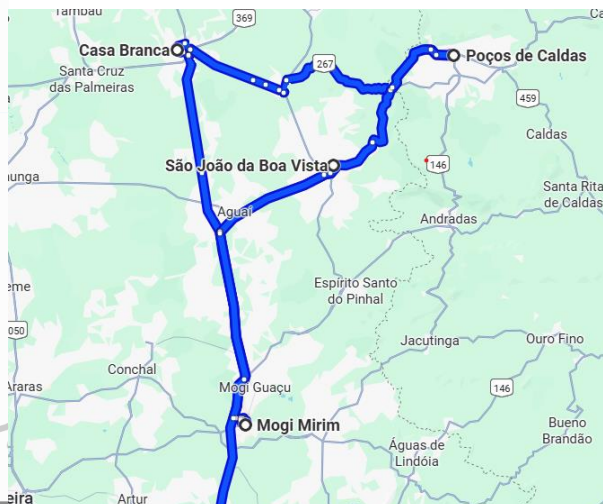 Tambaú
369
Casa Branca
Poços de Caldas
Santa Cruz
das Palmeiras
267
459
Caldas
São João da Boa Vista
146
unga
Santa Rita
de Caldas
Aguaí
Andradas
Espírito Santo
do Pinhal
eme
050
Jacutinga
Ouro Fino
Conchal
Mogi Guaçu
146
Araras
Mogi Mirim
Bueno
Brandão
Águas de
Lindóia
eira
Artur